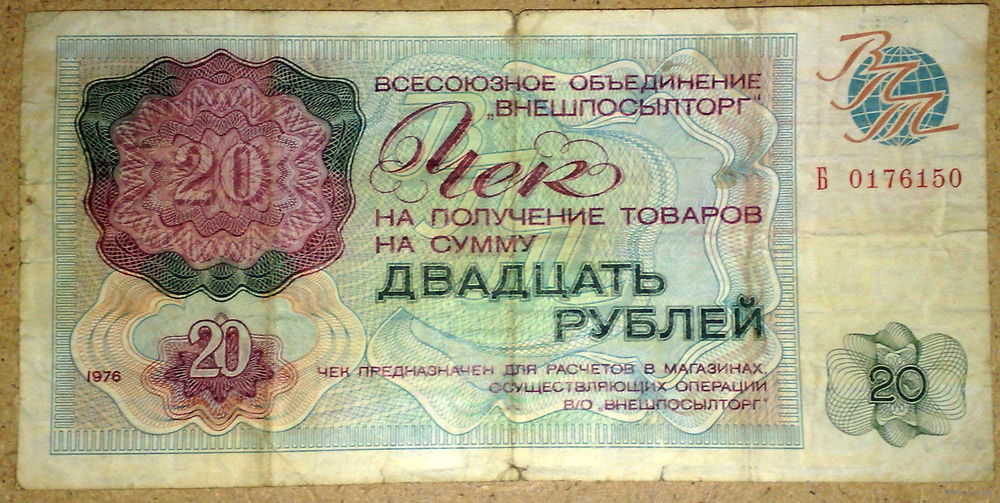 ВСЕСОЮЗНОЕ ОБЪЕДИНЕНИЕ
„ВНЕШПОСЫЛТОРГ"
ВПТ
Чек
Б 0176150
20
НА ПОЛУЧЕНИЕ ТОВАРОВ
НА СУММУ
ДВАДЦАТЬ
РУБЛЕЙ
20
1976
ЧЕК ПРЕДНАЗНАЧЕН ДЛЯ РАСЧЕТОВ В МАГАЗИНАХ,
ОСУЩЕСТВЛЯЮЩИХ ОПЕРАЦИИ
В/О „ВНЕШПОСЫЛТОРГ"
20